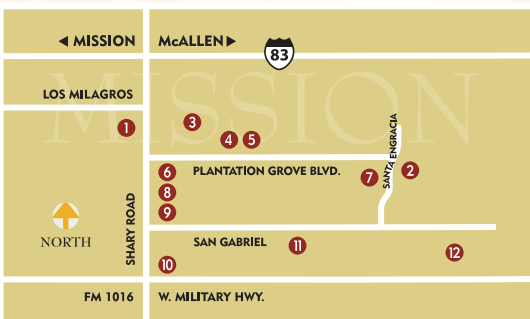 ◀ MISSION
McALLEN ▶
83
MISSION
LOS MILAGROS
1
3
4
5
SANTA ENGRACIA
6
PLANTATION GROVE BLVD.
7
2
8
9
NORTH
SHARY ROAD
SAN GABRIEL
11
12
10
FM 1016
W. MILITARY HWY.